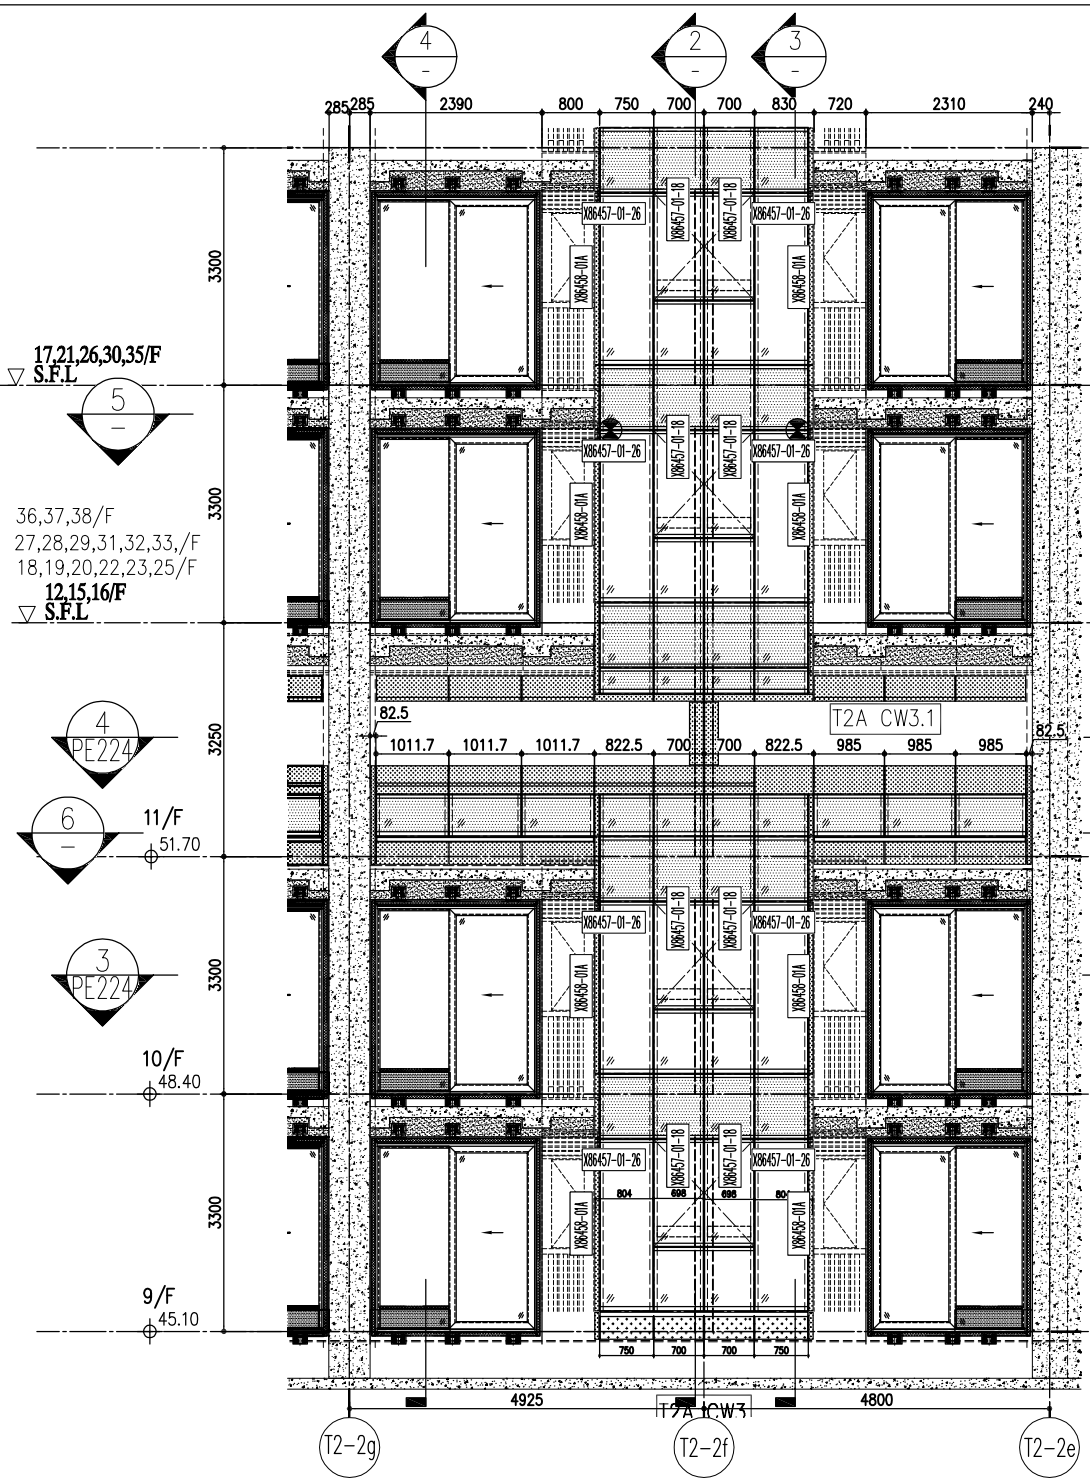 4
-
2
-
3
-
285
285
2390
800
750
700
700
830
720
2310
240
3300
X86457-01-26
X86457-01-18
X86457-01-18
X86457-01-26
X86458-01A
X86458-01A
17,21,26,30,35/F
S.F.L
5
-
3300
X86457-01-26
X86457-01-18
X86457-01-18
X86457-01-26
X86458-01A
X86458-01A
36,37,38/F
27,28,29,31,32,33,/F
18,19,20,22,23,25/F
12,15,16/F
S.F.L
4
PE224
3250
82.5
T2A CW3.1
82.5
1011.7
1011.7
1011.7
822.5
700
700
822.5
985
985
985
6
-
11/F
51.70
X86457-01-26
X86457-01-18
X86457-01-18
X86457-01-26
3
PE224
3300
X86458-01A
X86458-01A
10/F
48.40
X86457-01-26
X86457-01-18
X86457-01-18
X86457-01-26
3300
804
698
698
804
X86458-01A
X86458-01A
9/F
45.10
750
700
700
750
4925
T2A CW3
4800
T2-2g
T2-2f
T2-2e